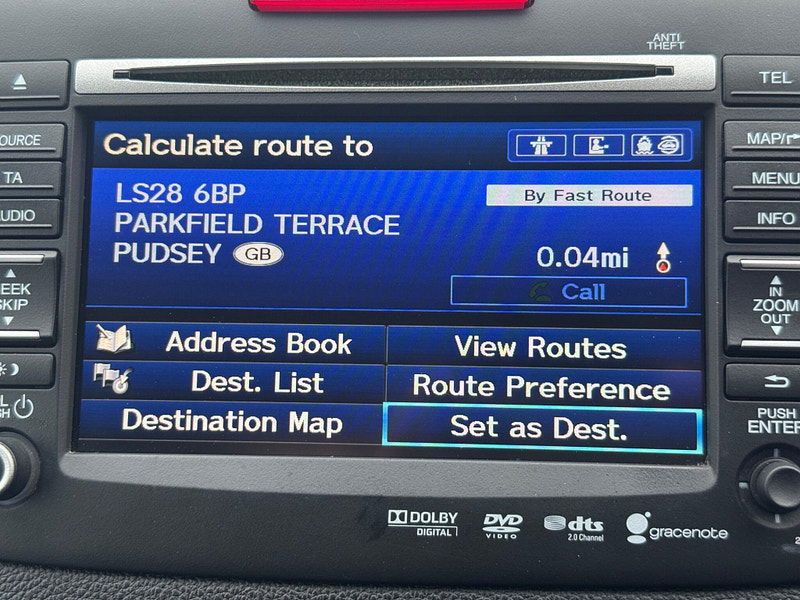 ANTI
THEFT
TEL
OURCE
MAP/
TA
MENU
UDIO
INFO
EEK
SKIP
IN
ZOOM
OUT
PUSH
ENTER
Calculate route to
LS28 6BP
By Fast Route
PARKFIELD TERRACE
PUDSEY GB
0.04mi
Call
Address Book
View Routes
Dest. List
Route Preference
Destination Map
Set as Dest.
DOLBY
DIGITAL
DVD
VIDEO
dts
2.0 Channel
gracenote